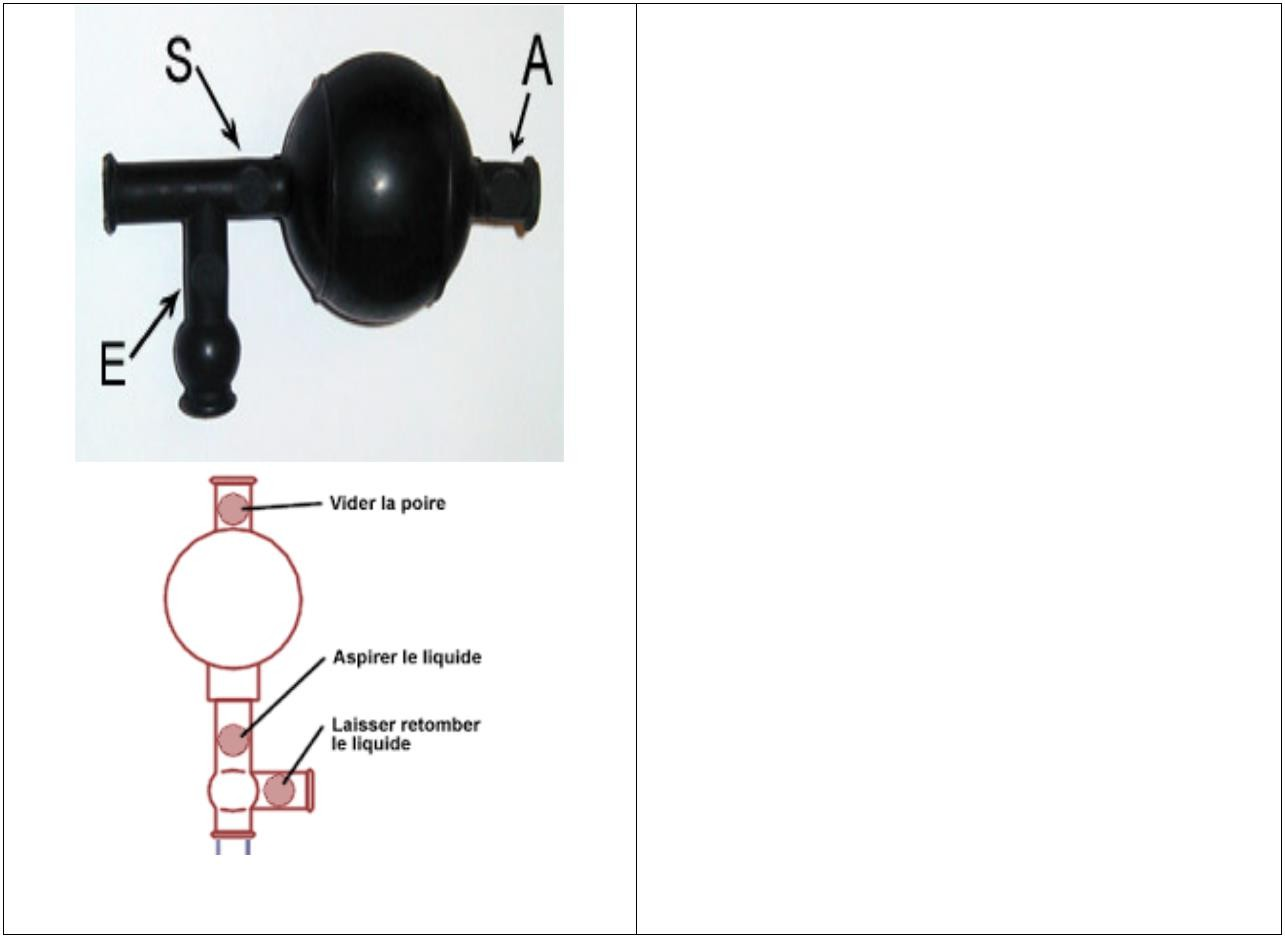 S
A
E
Vider la poire
Aspirer le liquide
Laisser retomber
le liquide